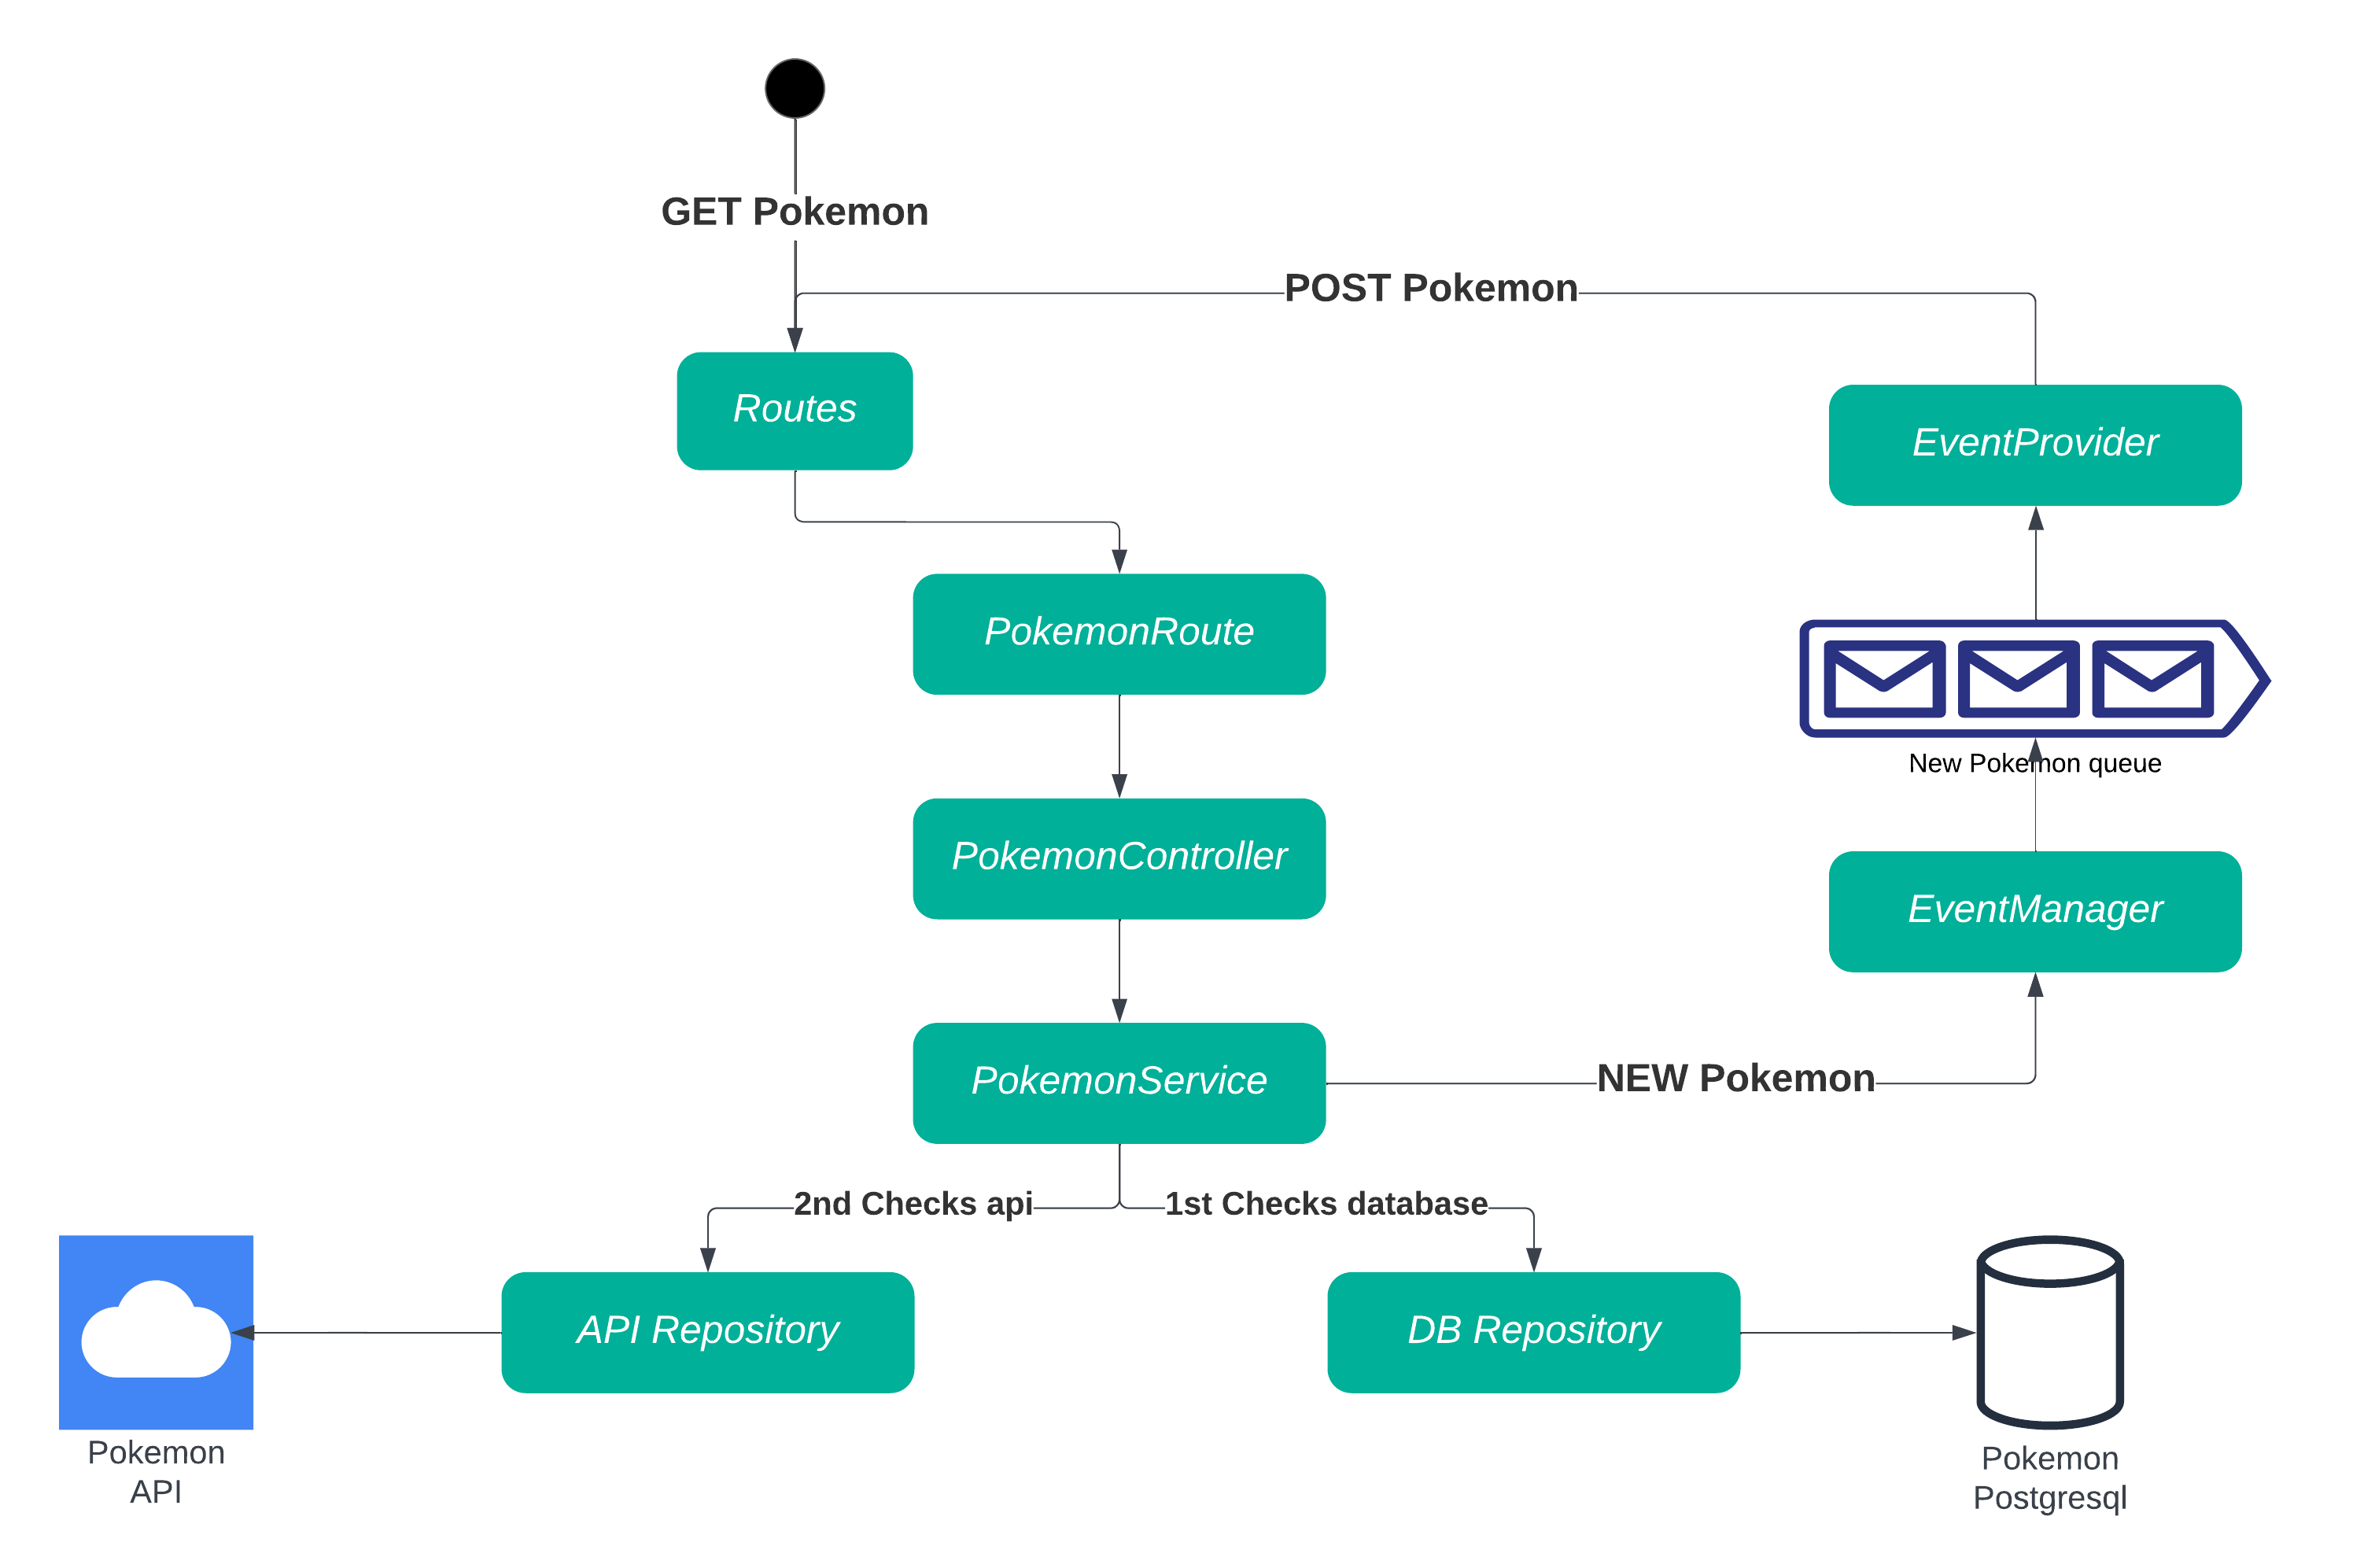 GET Pokemon
POST Pokemon
Routes
EventProvider
PokemonRoute
New Pokemon queue
PokemonController
EventManager
PokemonService
NEW Pokemon
2nd Checks api
1st Checks database
API Repository
DB Repository
Pokemon
API
Pokemon
Postgresql